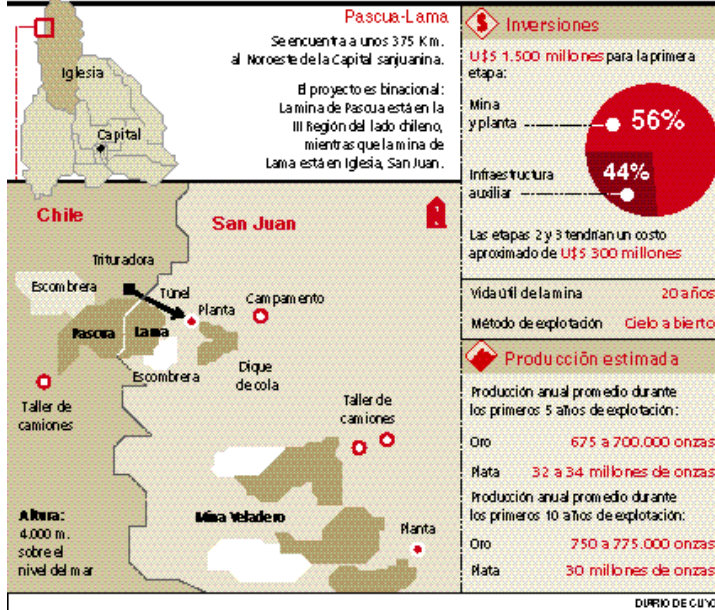 Pascua-Lama
Se encuentra a unos 375 Km.
al Noroeste de la Capital sanjuanina.
El proyecto es binacional:
La mina de Pascua está en la
III Región del lado chileno,
mientras que la mina de
Lama está en Iglesia, San Juan.
Iglesia
Capital
Chile
San Juan
Trituradora
Escombrera
Túnel
Planta
Campamento
Pascua
Lama
Escombrera
Dique
de cola
Taller de
camiones
Taller de
camiones
Mina Veladero
Planta
Altura:
4.000 m.
sobre el
nivel del mar
$ Inversiones
U$S 1.500 millones para la primera
etapa:
Mina
y planta
56%
Infraestructura
auxiliar
44%
Las etapas 2 y 3 tendrían un costo
aproximado de U$S 300 millones
Vida útil de la mina 20 años
Método de explotación Cielo abierto
Producción estimada
Producción anual promedio durante
los primeros 5 años de explotación:
Oro 675 a 700.000 onzas
Plata 32 a 34 millones de onzas
Producción anual promedio durante
los primeros 10 años de explotación:
Oro 750 a 775.000 onzas
Plata 30 millones de onzas
DIARIO DE CUYO